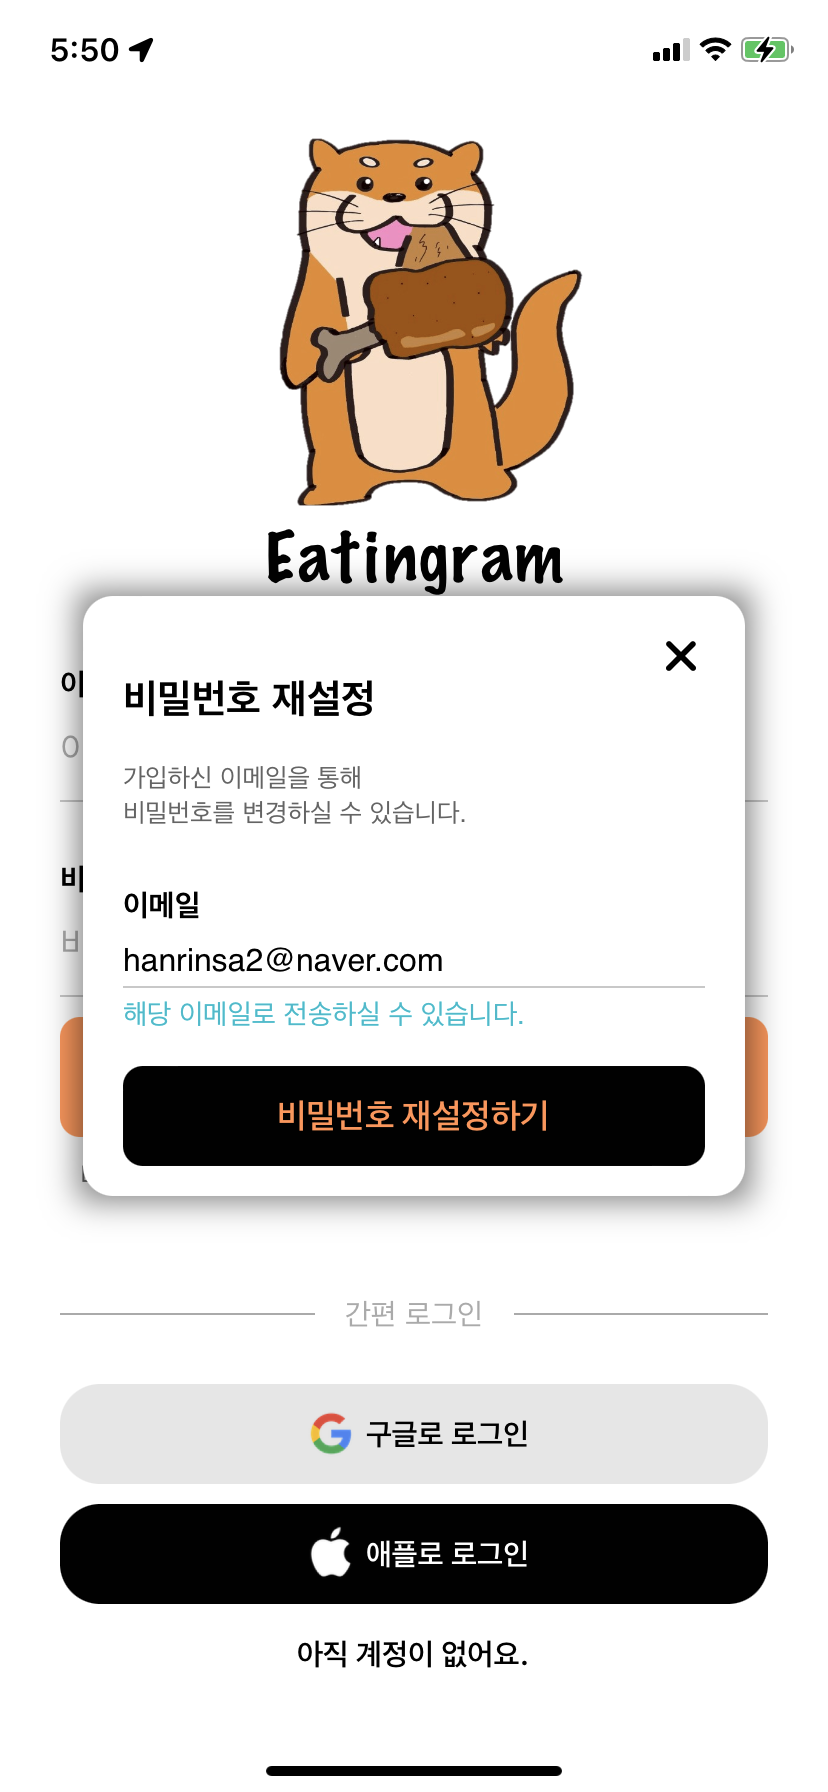 5:50
Eatingram
비밀번호 재설정
가입하신 이메일을 통해
비밀번호를 변경하실 수 있습니다.
이메일
hanrinsa2@naver.com
해당 이메일로 전송하실 수 있습니다.
비밀번호 재설정하기
간편 로그인
구글로 로그인
애플로 로그인
아직 계정이 없어요.